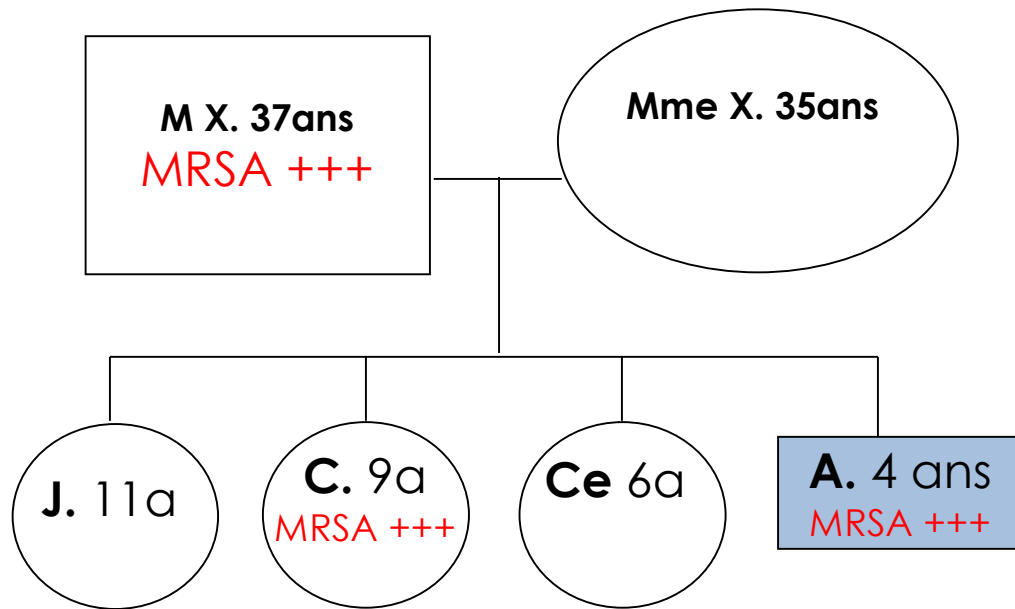 M X. 37ans
MRSA +++
Mme X. 35ans
J. 11a
C. 9a
MRSA +++
Ce 6a
A. 4 ans
MRSA +++